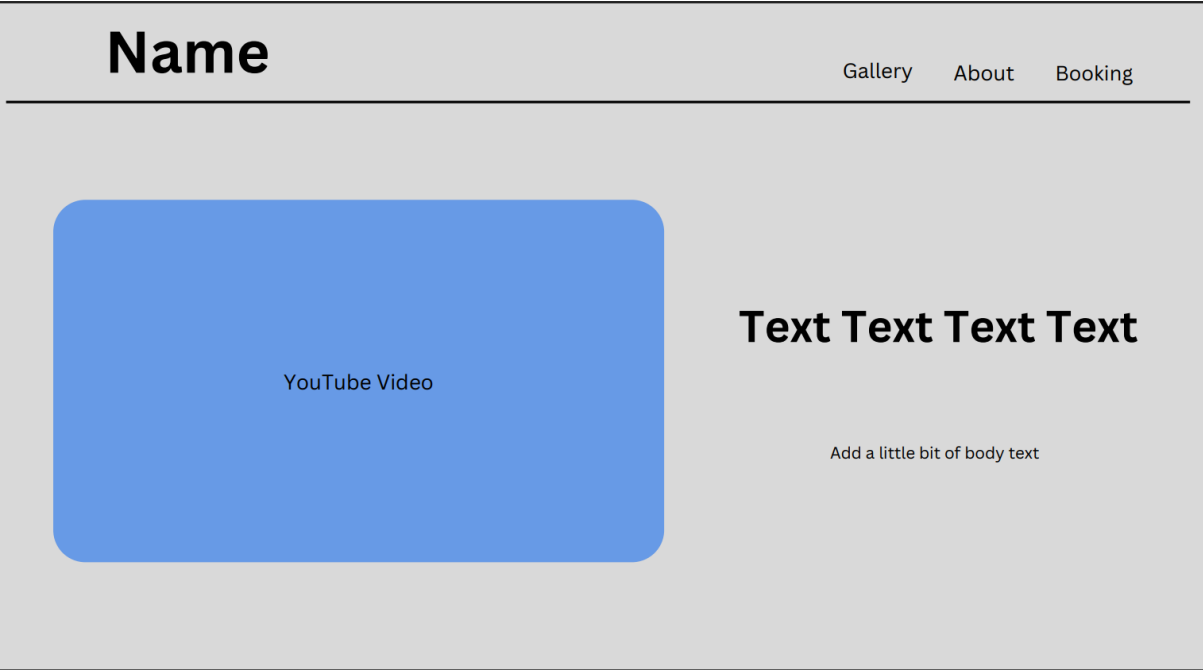 Name
Gallery About Booking
YouTube Video
Text Text Text Text
Add a little bit of body text